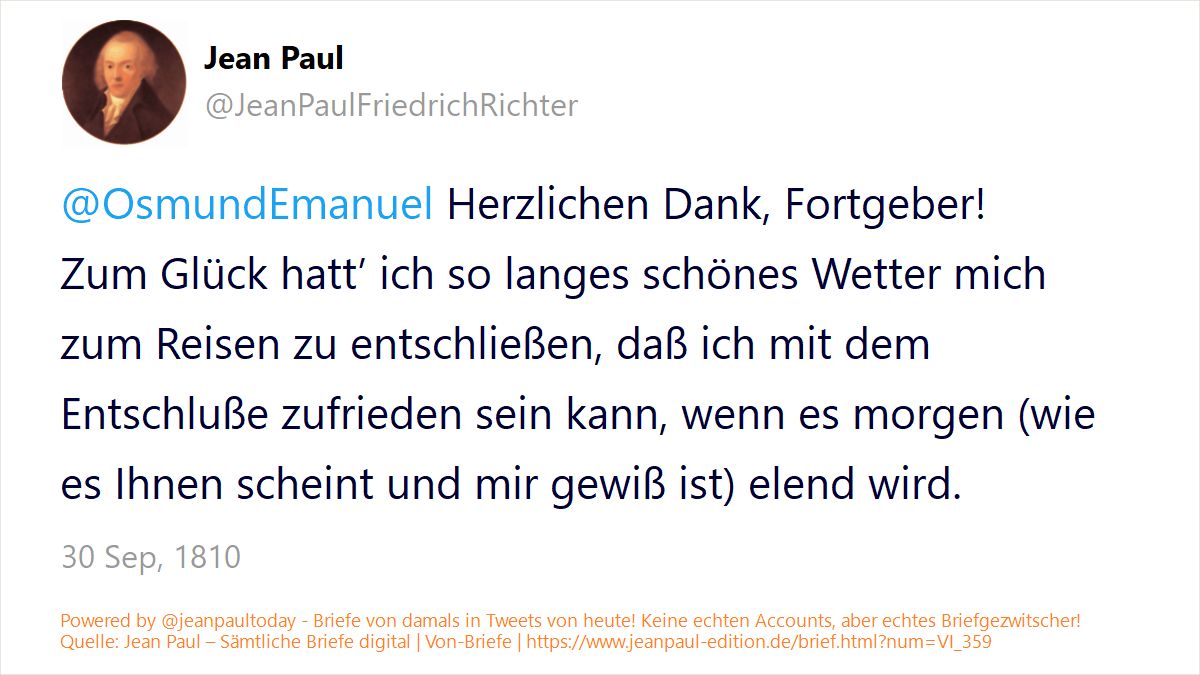 Jean Paul
@JeanPaulFriedrichRichter
@OsmundEmanuel Herzlichen Dank, Fortgeber!
Zum Glück hatt’ ich so langes schönes Wetter mich
zum Reisen zu entschließen, daß ich mit dem
Entschluße zufrieden sein kann, wenn es morgen (wie
es Ihnen scheint und mir gewiß ist) elend wird.
30 Sep, 1810
Powered by @jeanpaultoday - Briefe von damals in Tweets von heute! Keine echten Accounts, aber echtes Briefgezwitscher!
Quelle: Jean Paul – Sämtliche Briefe digital | Von-Briefe | https://www.jeanpaul-edition.de/brief.html?num=VI_359